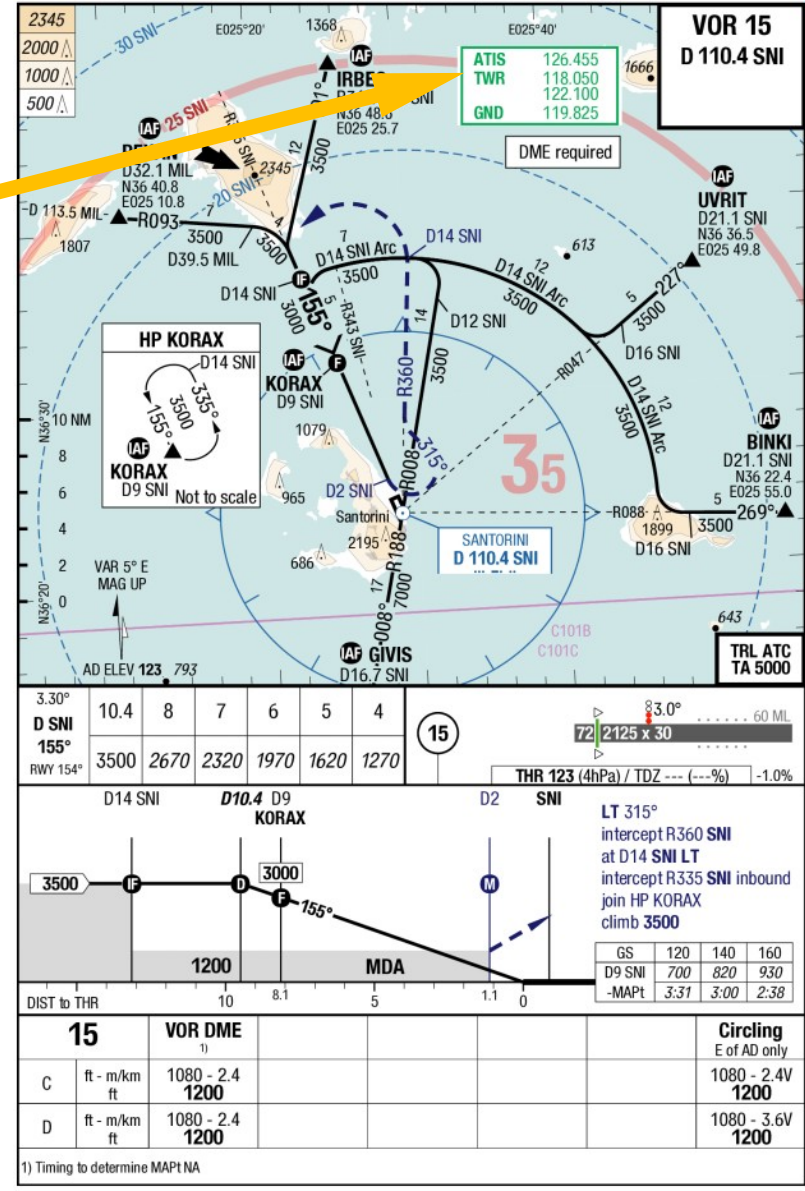 2345
2000
1000
500
30 SNI
E025°20'
1368
E025°40'
IAF
25 SNI
20 SNI
IAF
D32.1 MIL
N36 40.8
E025 10.8
2345
D 113.5 MIL
R093
7
3500
3500
4
D39.5 MIL
1807
12
3500
E025 25.7
ATIS 126.455
TWR 118.050
122.100
GND 119.825
1666
VOR 15
D 110.4 SNI
DME required
IAF
UVRIT
D21.1 SNI
N36 36.5
E025 49.8
613
227°
5
3500
D16 SNI
D14 SNI
7
D14 SNI Arc
3500
12
D14 SNI Arc
3500
D14 SNI
IF
155°
5
3000
R343 SNI
14
3500
D12 SNI
R360
R047
12
D14 SNI Arc
3500
HP KORAX
D14 SNI
155°
3500
335°
IAF
KORAX
D9 SNI
Not to scale
IAF
KORAX
D9 SNI
F
N36°30'
10 NM
8
6
4
2
0
N36°20'
1079
965
D2 SNI
Santorini
2195
686
315°
R008
R188
17
7000
008°
35
SANTORINI
D 110.4 SNI
IAF
BINKI
D21.1 SNI
N36 22.4
E025 55.0
R088
5
3500
269°
1899
D16 SNI
VAR 5° E
MAG UP
AD ELEV 123
793
IAF GIVIS
D16.7 SNI
C101B
C101C
643
TRL ATC
TA 5000
3.30°
D SNI
155°
RWY 154°
10.4 8 7 6 5 4
3500 2670 2320 1970 1620 1270
15
3.0°
60 ML
72 2125 x 30
THR 123 (4hPa) / TDZ --- (---%) -1.0%
D14 SNI D10.4 D9 D2 SNI
KORAX
3500
IF
D
3000
F
155°
M
1200 MDA
DIST to THR 10 8.1 5 1.1 0
LT 315°
intercept R360 SNI
at D14 SNI LT
intercept R335 SNI inbound
join HP KORAX
climb 3500
GS 120 140 160
D9 SNI 700 820 930
-MAPt 3:31 3:00 2:38
15 VOR DME Circling
1) E of AD only
C ft - m/km 1080 - 2.4 1080 - 2.4V
ft 1200 1200
D ft - m/km 1080 - 2.4 1080 - 3.6V
ft 1200 1200
1) Timing to determine MAPt NA